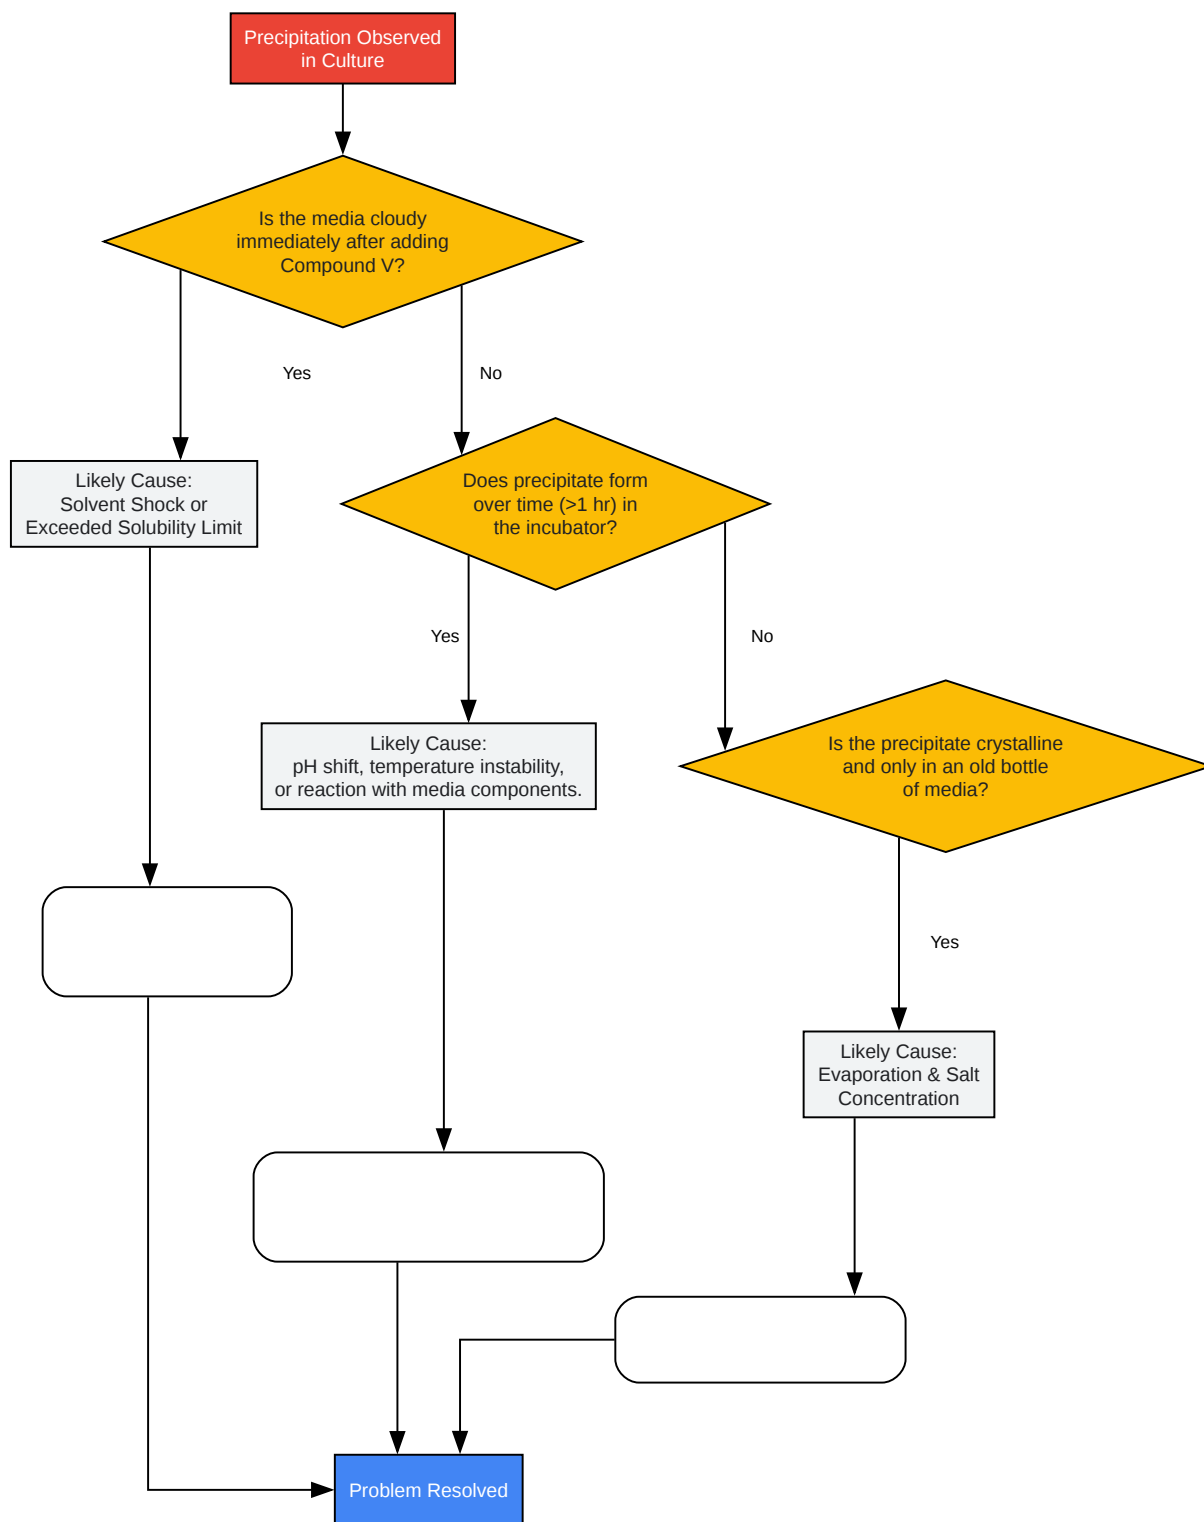 Precipitation Observed
in Culture
Is the media cloudy
immediately after adding
Compound V?
Yes
No
Likely Cause:
Solvent Shock or
Exceeded Solubility Limit
Does precipitate form
over time (>1 hr) in
the incubator?
Yes
No
Likely Cause:
pH shift, temperature instability,
or reaction with media components.
Is the precipitate crystalline
and only in an old bottle
of media?
Yes
Likely Cause:
Evaporation & Salt
Concentration
Problem Resolved